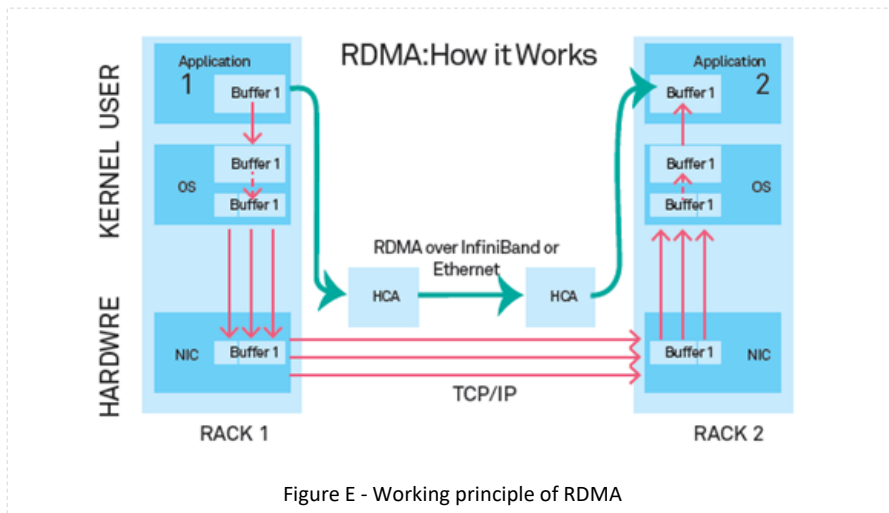 RDMA:How it Works
KERNEL USER
HARDWRE
Application
1
Buffer 1
OS
Buffer 1
Buffer 1
NIC
Buffer 1
RACK 1
RDMA over InfiniBand or
Ethernet
HCA
HCA
TCP/IP
Application
2
Buffer 1
Buffer 1
OS
Buffer 1
Buffer 1
NIC
RACK 2
Figure E - Working principle of RDMA